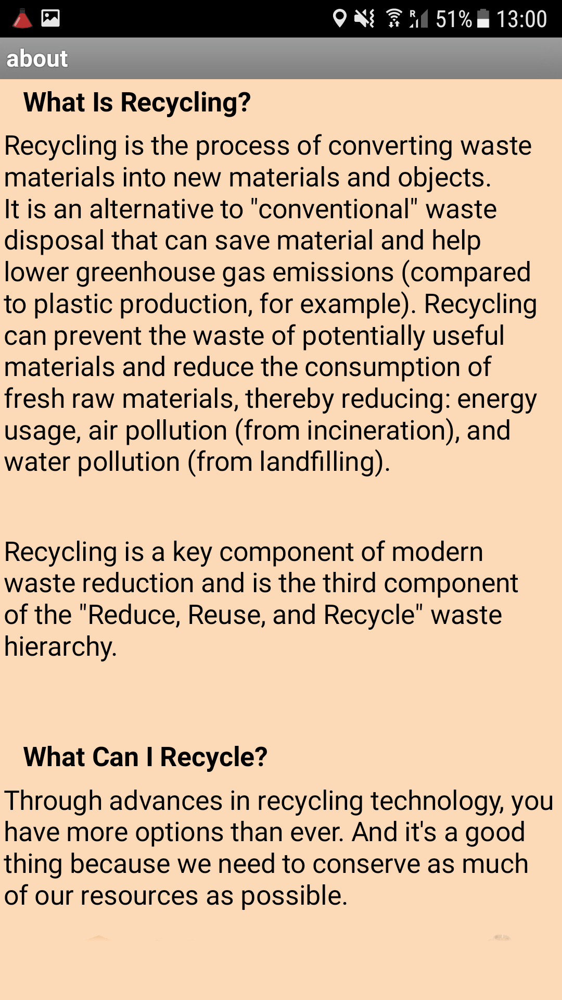 R 51% 13:00
about
What Is Recycling?
Recycling is the process of converting waste
materials into new materials and objects.
It is an alternative to "conventional" waste
disposal that can save material and help
lower greenhouse gas emissions (compared
to plastic production, for example). Recycling
can prevent the waste of potentially useful
materials and reduce the consumption of
fresh raw materials, thereby reducing: energy
usage, air pollution (from incineration), and
water pollution (from landfilling).
Recycling is a key component of modern
waste reduction and is the third component
of the "Reduce, Reuse, and Recycle" waste
hierarchy.
What Can I Recycle?
Through advances in recycling technology, you
have more options than ever. And it's a good
thing because we need to conserve as much
of our resources as possible.